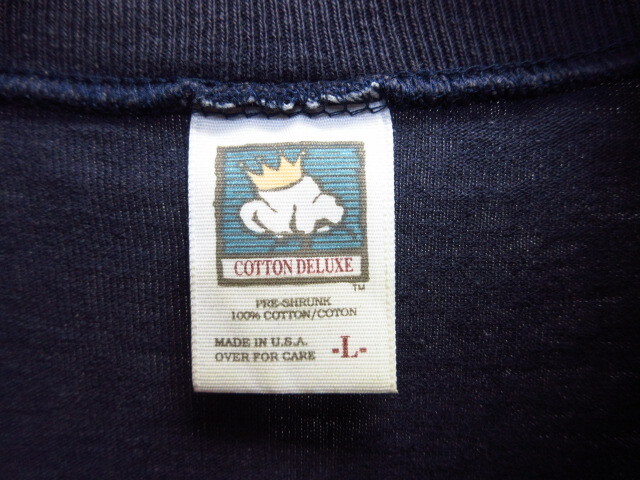 COTTON DELUXE
TM
PRE-SHRUNK
100% COTTON/COTON
MADE IN U.S.A.
OVER FOR CARE
-L-